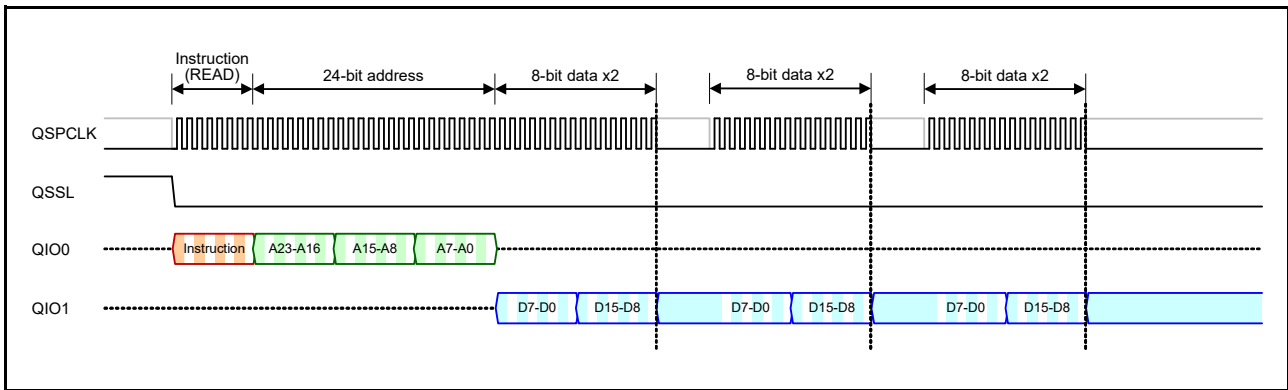 Instruction
(READ)
24-bit address
8-bit data x2
8-bit data x2
8-bit data x2
QSPCLK
QSSL
QIO0
Instruction
A23-A16
A15-A8
A7-A0
QIO1
D7-D0
D15-D8
D7-D0
D15-D8
D7-D0
D15-D8